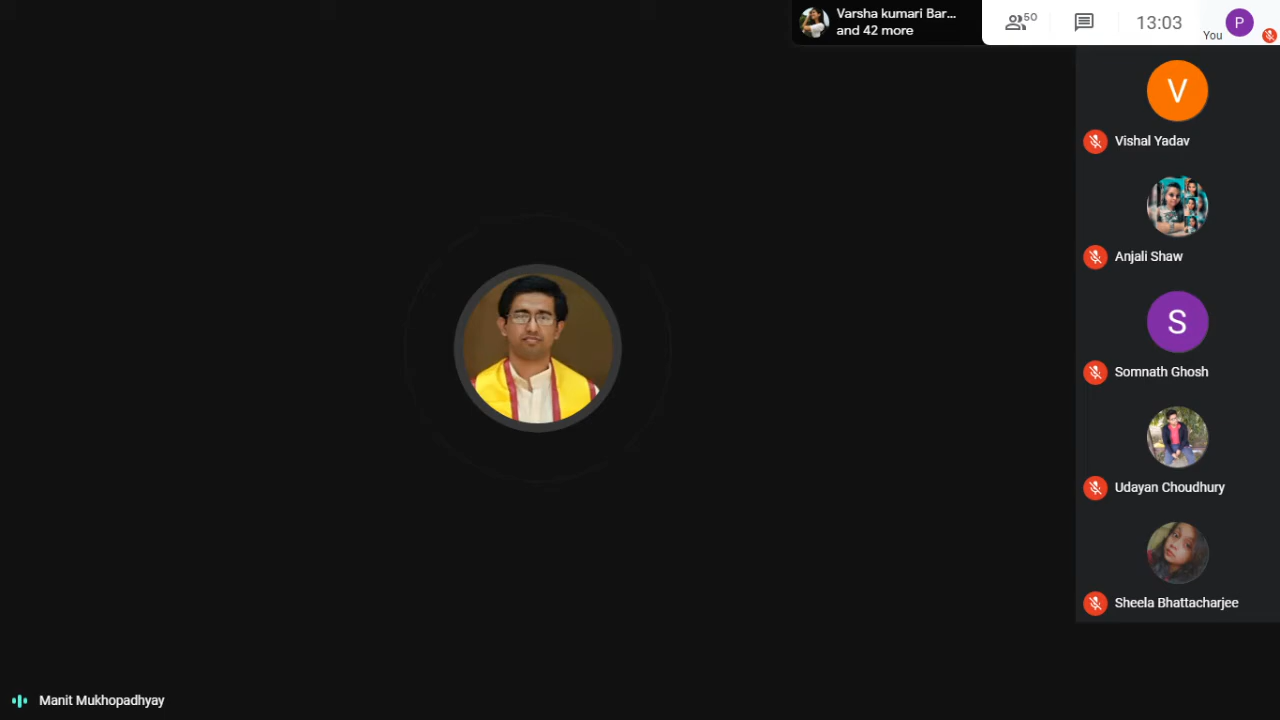 Varsha kumari Bar...
and 42 more
50
13:03
You
P
V
Vishal Yadav
Anjali Shaw
S
Somnath Ghosh
Udayan Choudhury
Sheela Bhattacharjee
Manit Mukhopadhyay